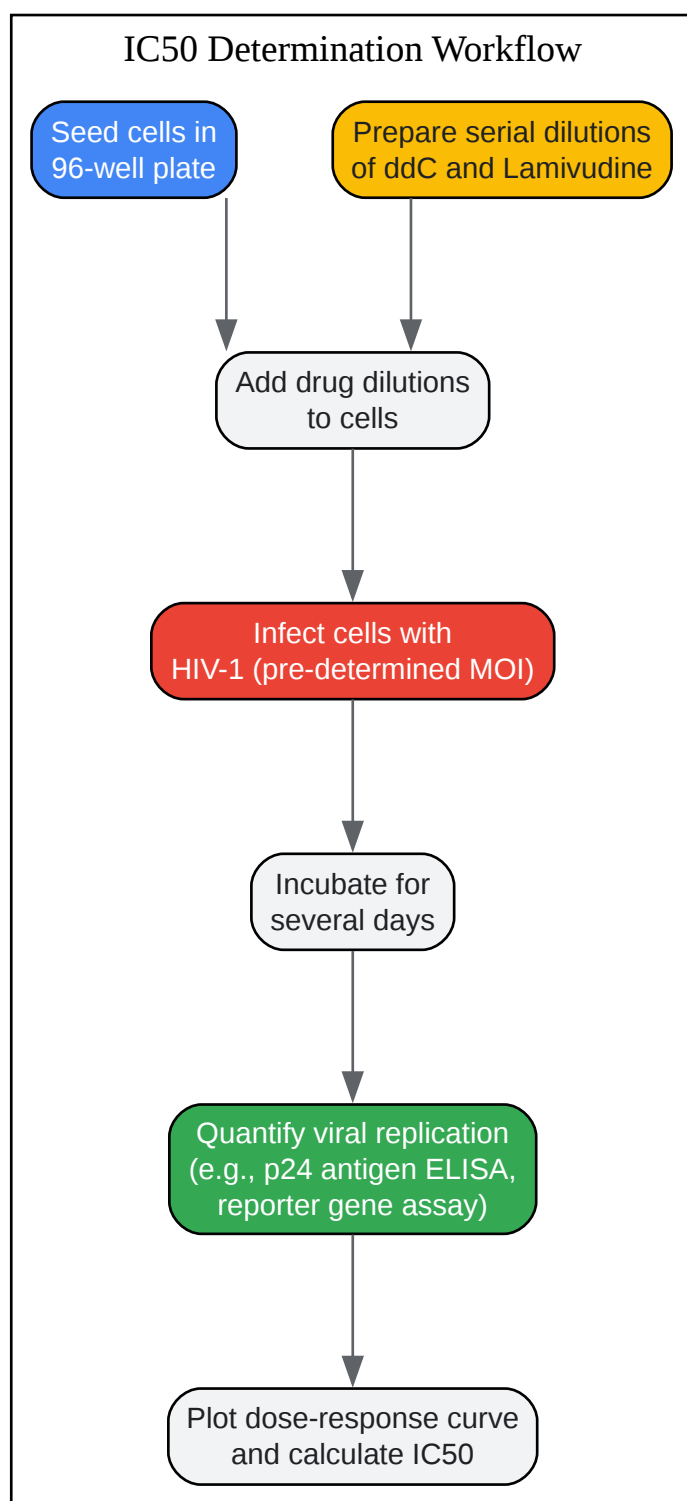 IC50 Determination Workflow
Seed cells in
96-well plate
Prepare serial dilutions
of ddC and Lamivudine
Add drug dilutions
to cells
Infect cells with
HIV-1 (pre-determined MOI)
Incubate for
several days
Quantify viral replication
(e.g., p24 antigen ELISA,
reporter gene assay)
Plot dose-response curve
and calculate IC50